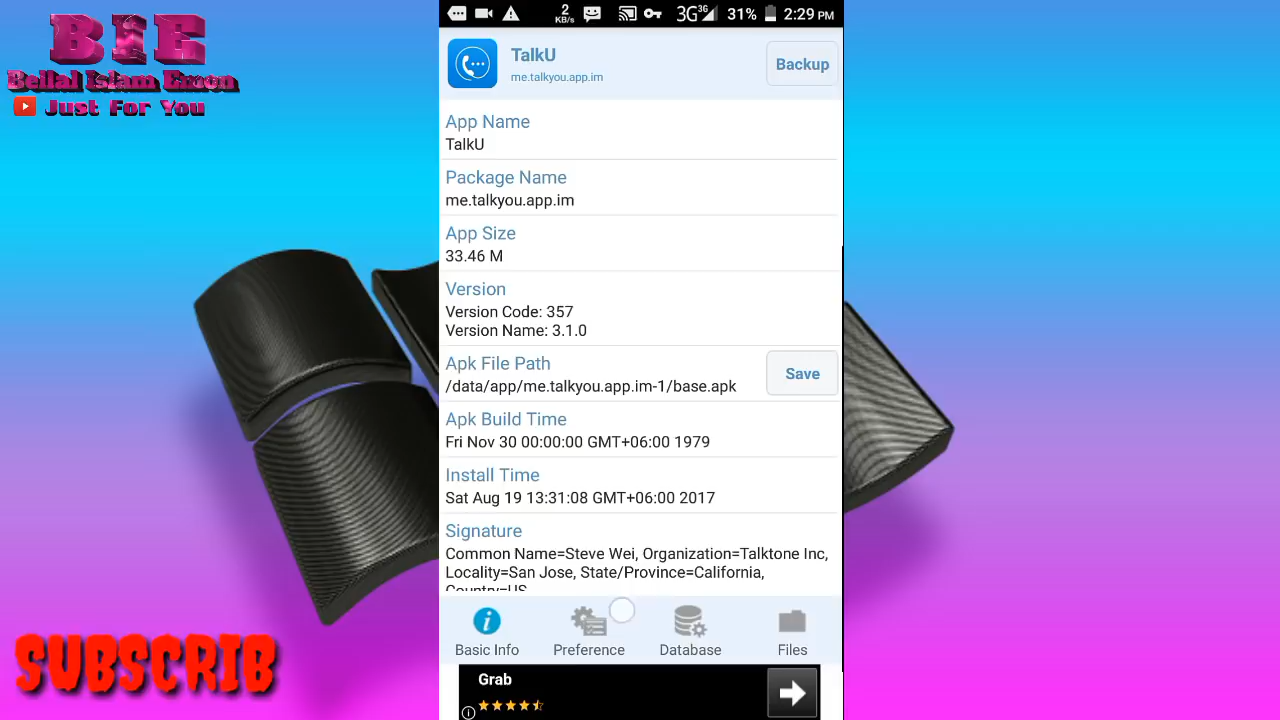 BIE
Bellal Islam Emon
Just For You
2
KB/s
3G 3G
31%
2:29 PM
TalkU
me.talkyou.app.im
Backup
App Name
TalkU
Package Name
me.talkyou.app.im
App Size
33.46 M
Version
Version Code: 357
Version Name: 3.1.0
Apk File Path
/data/app/me.talkyou.app.im-1/base.apk
Save
Apk Build Time
Fri Nov 30 00:00:00 GMT+06:00 1979
Install Time
Sat Aug 19 13:31:08 GMT+06:00 2017
Signature
Common Name=Steve Wei, Organization=Talktone Inc,
Locality=San Jose, State/Province=California,
Country=US
Basic Info
Preference
Database
Files
Grab
SUBSCRIB